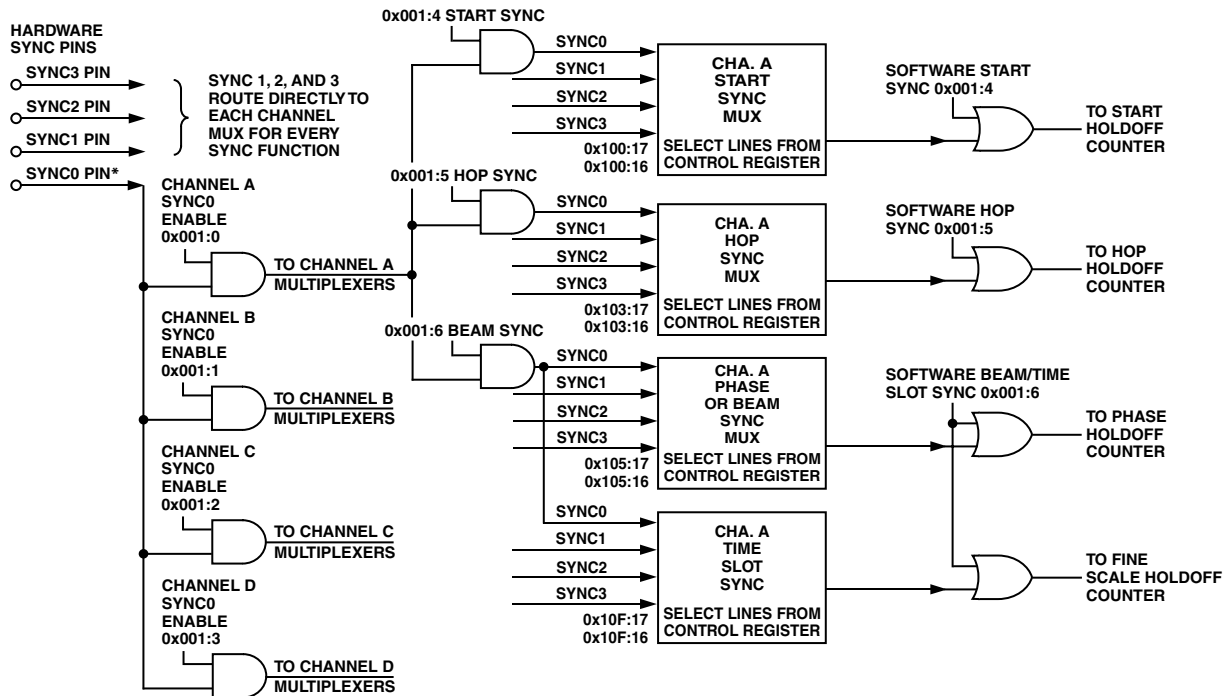 HARDWARE
SYNC PINS
SYNC3 PIN
SYNC2 PIN
SYNC1 PIN
SYNC0 PIN*
SYNC 1, 2, AND 3
ROUTE DIRECTLY TO
EACH CHANNEL
MUX FOR EVERY
SYNC FUNCTION
CHANNEL A
SYNC0
ENABLE
0x001:0
TO CHANNEL A
MULTIPLEXERS
CHANNEL B
SYNC0
ENABLE
0x001:1
TO CHANNEL B
MULTIPLEXERS
CHANNEL C
SYNC0
ENABLE
0x001:2
TO CHANNEL C
MULTIPLEXERS
CHANNEL D
SYNC0
ENABLE
0x001:3
TO CHANNEL D
MULTIPLEXERS
0x001:4 START SYNC
SYNC0
SYNC1
SYNC2
SYNC3
0x100:17
0x100:16
CHA. A
START
SYNC
MUX
SELECT LINES FROM
CONTROL REGISTER
SOFTWARE START
SYNC 0x001:4
TO START
HOLDOFF
COUNTER
0x001:5 HOP SYNC
SYNC0
SYNC1
SYNC2
SYNC3
0x103:17
0x103:16
CHA. A
HOP
SYNC
MUX
SELECT LINES FROM
CONTROL REGISTER
SOFTWARE HOP
SYNC 0x001:5
TO HOP
HOLDOFF
COUNTER
0x001:6 BEAM SYNC
SYNC0
SYNC1
SYNC2
SYNC3
0x105:17
0x105:16
CHA. A
PHASE
OR BEAM
SYNC
MUX
SELECT LINES FROM
CONTROL REGISTER
SOFTWARE BEAM/TIME
SLOT SYNC 0x001:6
TO PHASE
HOLDOFF
COUNTER
SYNC0
SYNC1
SYNC2
SYNC3
0x10F:17
0x10F:16
CHA. A
TIME
SLOT
SYNC
SELECT LINES FROM
CONTROL REGISTER
TO FINE
SCALE HOLDOFF
COUNTER